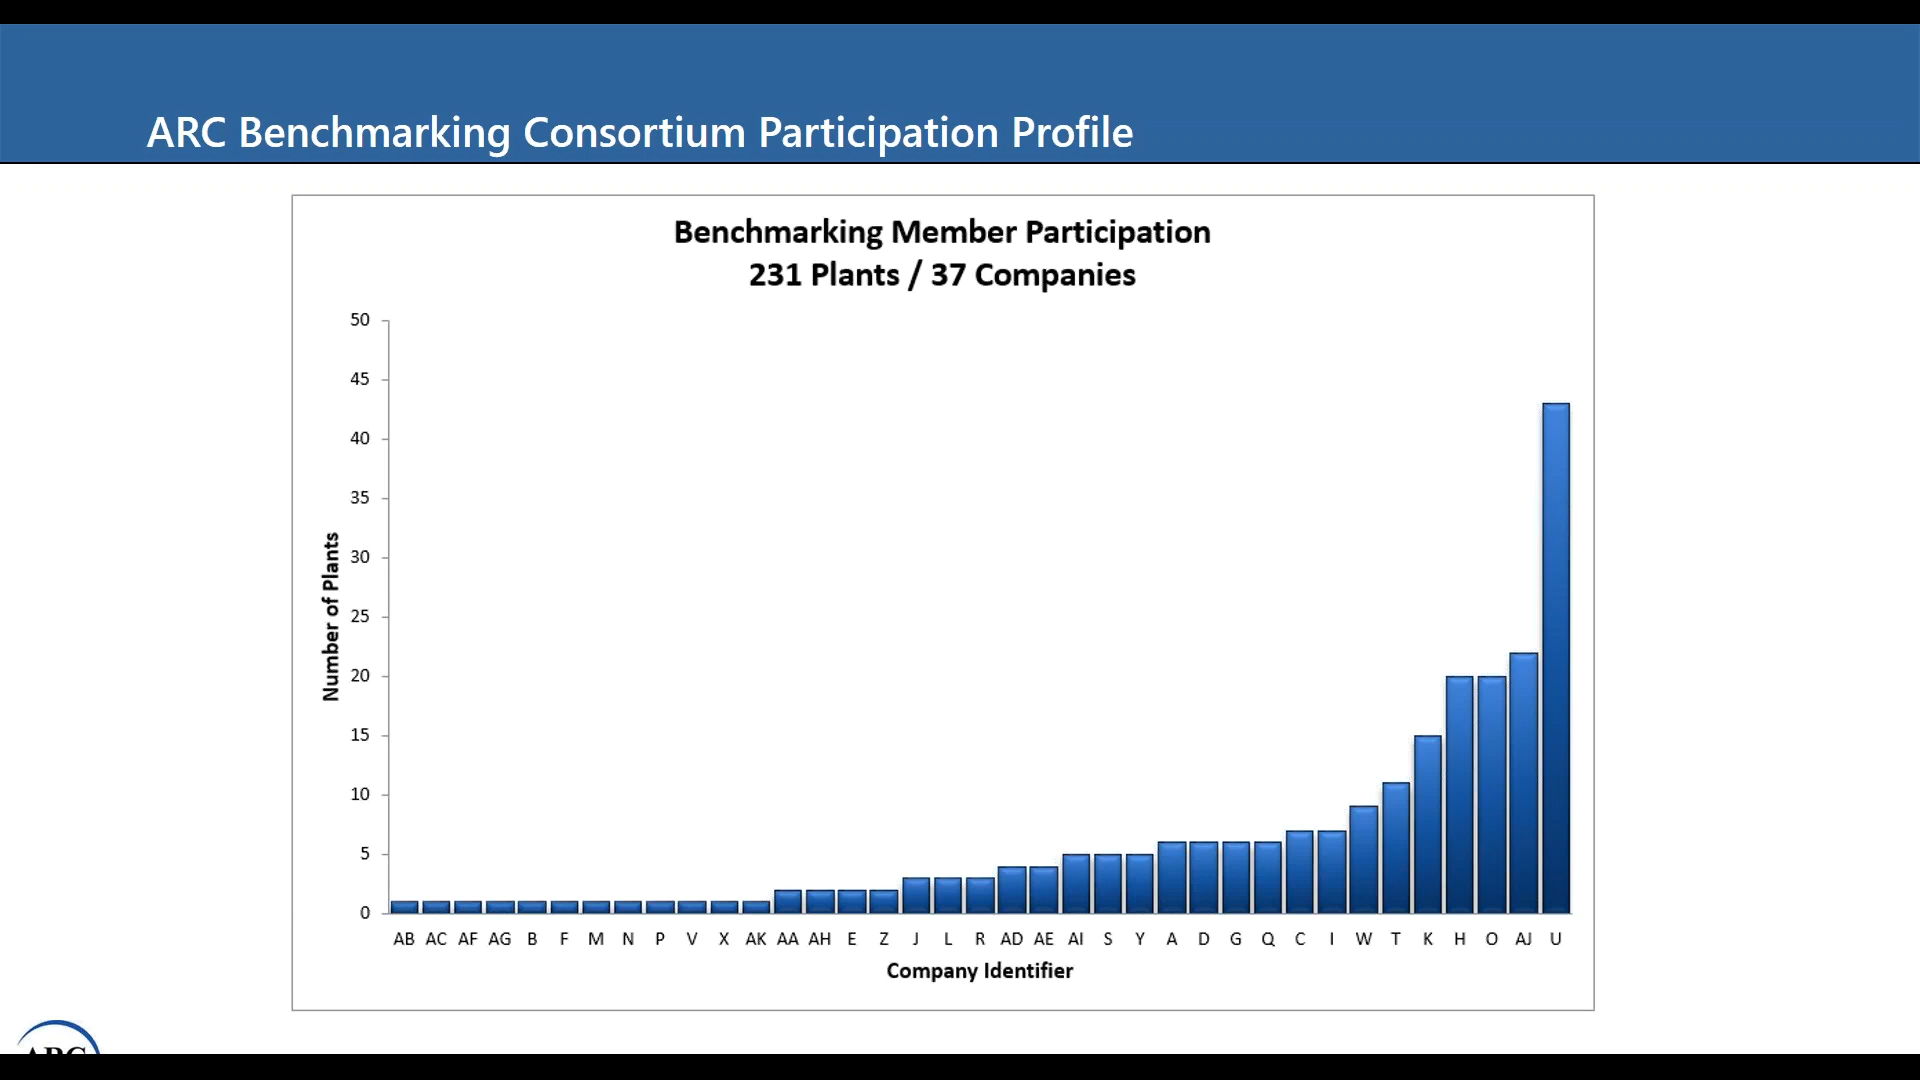 ARC Benchmarking Consortium Participation Profile
Benchmarking Member Participation
231 Plants / 37 Companies
50
45
40
35
30
25
20
15
10
5
0
Number of Plants
AB AC AF AG B F M N P V X AK AA AH E Z J L R AD AE AI S Y A D G Q C I W T K H O AJ U
Company Identifier
ARC